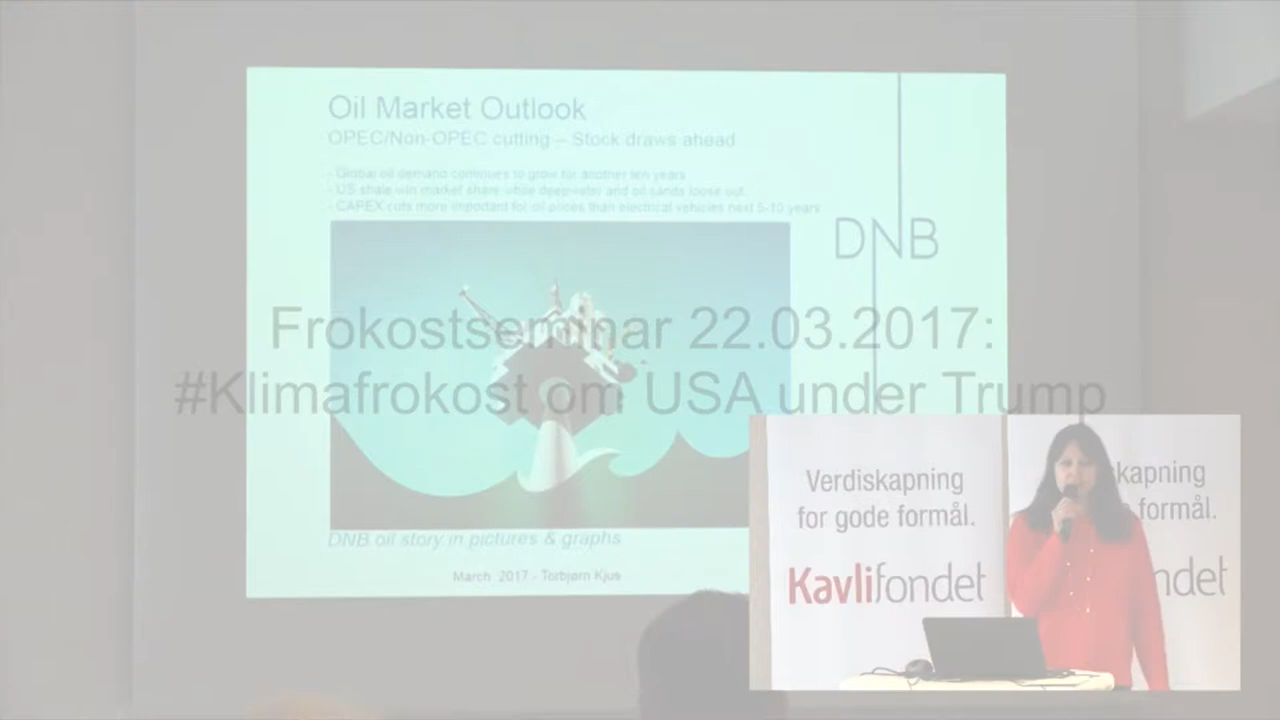 Oil Market Outlook
OPEC/Non-OPEC cutting – Stock draws ahead
- Global oil demand continues to grow for another ten years
- US shale win market share while deep-water and oil sands loose out
- CAPEX cuts more important for oil prices than electrical vehicles next 5-10 years
DNB
Frokostseminar 22.03.2017:
#Klimafrokost om USA under Trump
DNB oil story in pictures & graphs
March 2017 - Torbjørn Kjus
Verdiskapning
for gode formål.
Kavlifondet
skapning
formål.
ndet